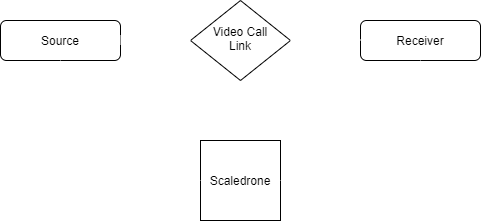 Source
Video Call
Link
Receiver
Scaledrone